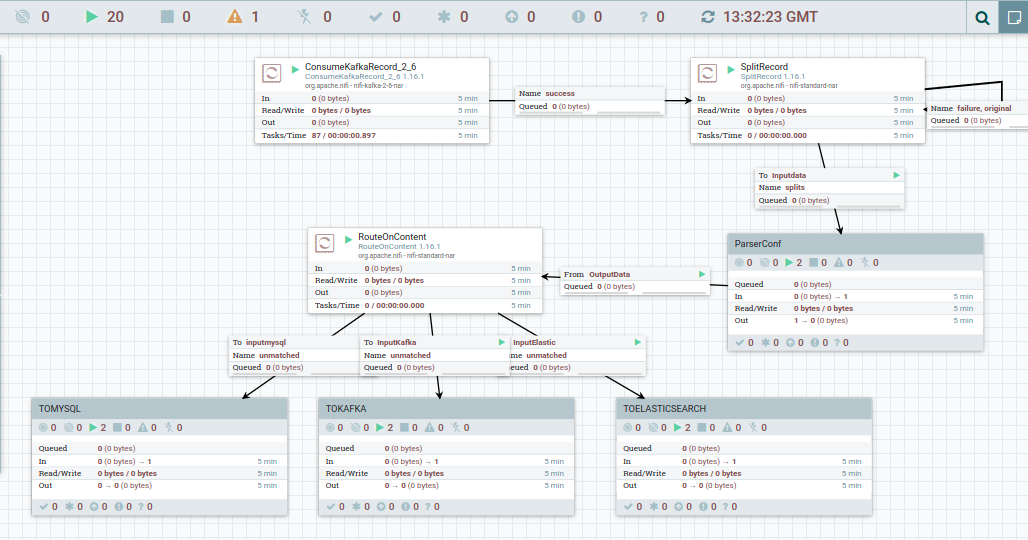 0 20 0 1 0 0 0 0 0 ? 0 13:32:23 GMT
ConsumeKafkaRecord_2_6
ConsumeKafkaRecord_2_6 1.16.1
org.apache.nifi - nifi-kafka-2-6-nar
In 0 (0 bytes) 5 min
Read/Write 0 bytes / 0 bytes 5 min
Out 0 (0 bytes) 5 min
Tasks/Time 87 / 00:00:00.897 5 min
Name success
Queued 0 (0 bytes)
SplitRecord
SplitRecord 1.16.1
org.apache.nifi - nifi-standard-nar
In 0 (0 bytes) 5 min
Read/Write 0 bytes / 0 bytes 5 min
Out 0 (0 bytes) 5 min
Tasks/Time 0 / 00:00:00.000 5 min
Name failure, original
Queued 0 (0 bytes)
To Inputdata
Name splits
Queued 0 (0 bytes)
RouteOnContent
RouteOnContent 1.16.1
org.apache.nifi - nifi-standard-nar
In 0 (0 bytes) 5 min
Read/Write 0 bytes / 0 bytes 5 min
Out 0 (0 bytes) 5 min
Tasks/Time 0 / 00:00:00.000 5 min
From OutputData
Queued 0 (0 bytes)
ParserConf
0 0 2 0 0 0
Queued 0 (0 bytes)
In 0 (0 bytes) → 1 5 min
Read/Write 0 bytes / 0 bytes 5 min
Out 1 → 0 (0 bytes) 5 min
0 0 0 0 ? 0
To inputmysql
Name unmatched
Queued 0 (0 bytes)
To InputKafka
Name unmatched
Queued 0 (0 bytes)
InputElastic
unmatched
0 (0 bytes)
TOMYSQL
0 0 2 0 0 0
Queued 0 (0 bytes)
In 0 (0 bytes) → 1 5 min
Read/Write 0 bytes / 0 bytes 5 min
Out 0 → 0 (0 bytes) 5 min
0 0 0 0 ? 0
TOKAFKA
0 0 2 0 0 0
Queued 0 (0 bytes)
In 0 (0 bytes) → 1 5 min
Read/Write 0 bytes / 0 bytes 5 min
Out 0 → 0 (0 bytes) 5 min
0 0 0 0 ? 0
TOELASTICSEARCH
0 0 2 0 0 0
Queued 0 (0 bytes)
In 0 (0 bytes) → 1 5 min
Read/Write 0 bytes / 0 bytes 5 min
Out 0 → 0 (0 bytes) 5 min
0 0 0 0 ? 0